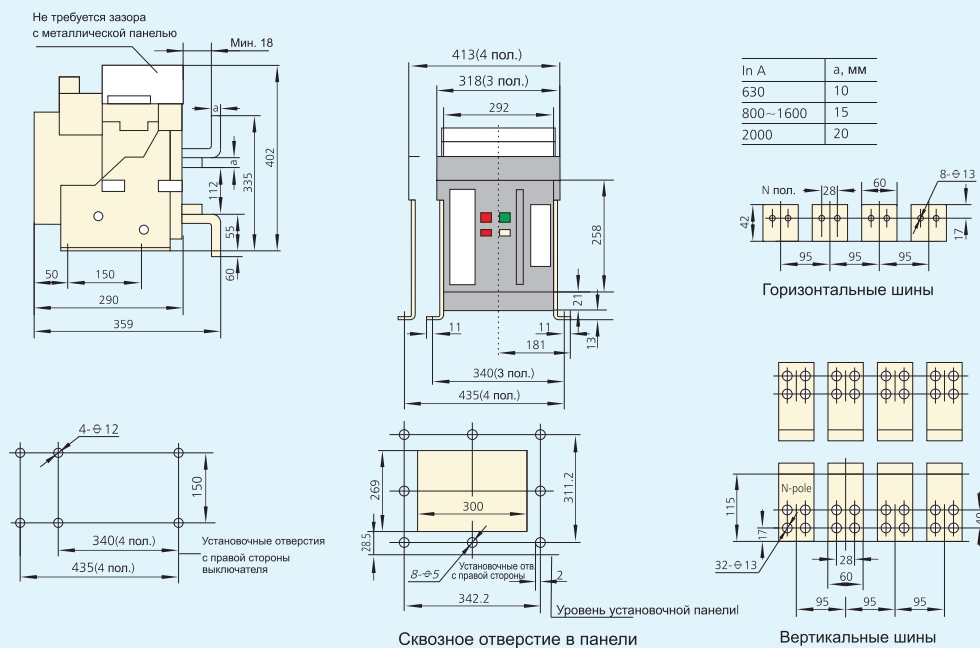 Не требуется зазора
с металлической панелью
Мин. 18
a
a
402
335
112
55
60
50
150
290
359
413(4 пол.)
318(3 пол.)
292
258
21
13
11
11
181
340(3 пол.)
435(4 пол.)
In A
a, мм
630
10
800~1600
15
2000
20
N пол.
28
60
8-⌀13
42
17
95
95
95
Горизонтальные шины
4-⌀12
150
340(4 пол.)
435(4 пол.)
Установочные отверстия
с правой стороны
выключателя
269
300
311.2
28.5
8-⌀5
Установочные отв.
с правой стороны
2
342.2
Уровень установочной панели
Сквозное отверстие в панели
N-pole
115
17
40
32-⌀13
28
60
95
95
95
Вертикальные шины